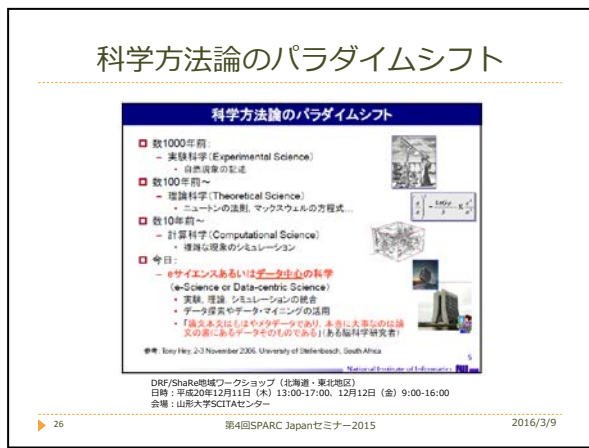 科学方法論のパラダイムシフト
科学方法論のパラダイムシフト
数1000年前:
– 実験科学(Experimental Science)
・ 自然現象の記述
数100年前～
– 理論科学(Theoretical Science)
・ ニュートンの法則, マックスウェルの方程式…
数10年前～
– 計算科学(Computational Science)
・ 複雑な現象のシミュレーション
今日:
– eサイエンスあるいはデータ中心の科学
(e-Science or Data-centric Science)
・ 実験, 理論, シミュレーションの統合
・ データ探索やデータ・マイニングの活用
・ 「論文本文はもはやメタデータであり, 本当に大事なのは論
文の裏にあるデータそのものである」(ある脳科学研究者)
参考: Tony Hey, 2-3 November 2006, University of Stellenbosch, South Africa
5
National Institute of Informatics
DRF/ShaRe地域ワークショップ（北海道・東北地区）
日時：平成20年12月11日（木）13:00-17:00、12月12日（金）9:00-16:00
会場：山形大学SCITAセンター
26
第4回SPARC Japanセミナー2015
2016/3/9